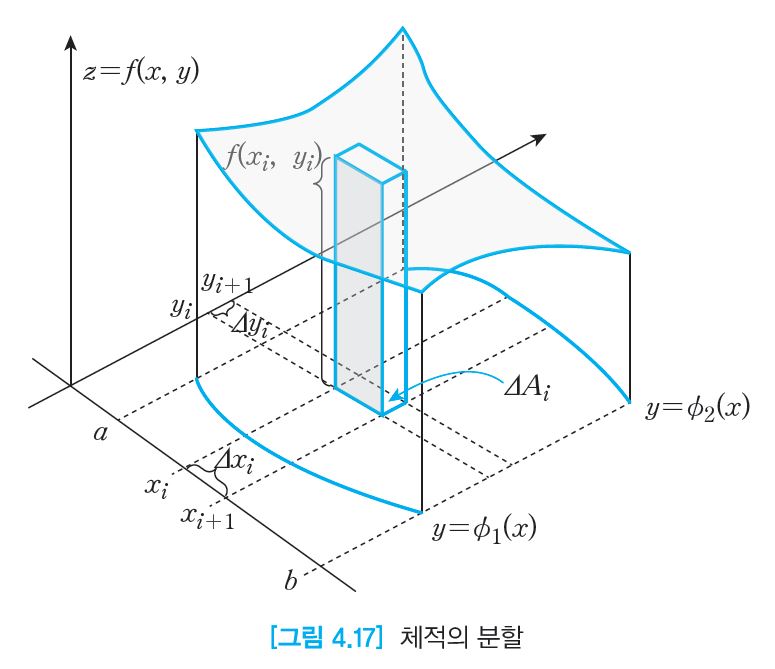 z=f(x, y)
f(xᵢ, yᵢ)
yᵢ₊₁
yᵢ
Δyᵢ
ΔAᵢ
a
y=ϕ₂(x)
Δxᵢ
xᵢ
xᵢ₊₁
y=ϕ₁(x)
b
[그림 4.17] 체적의 분할